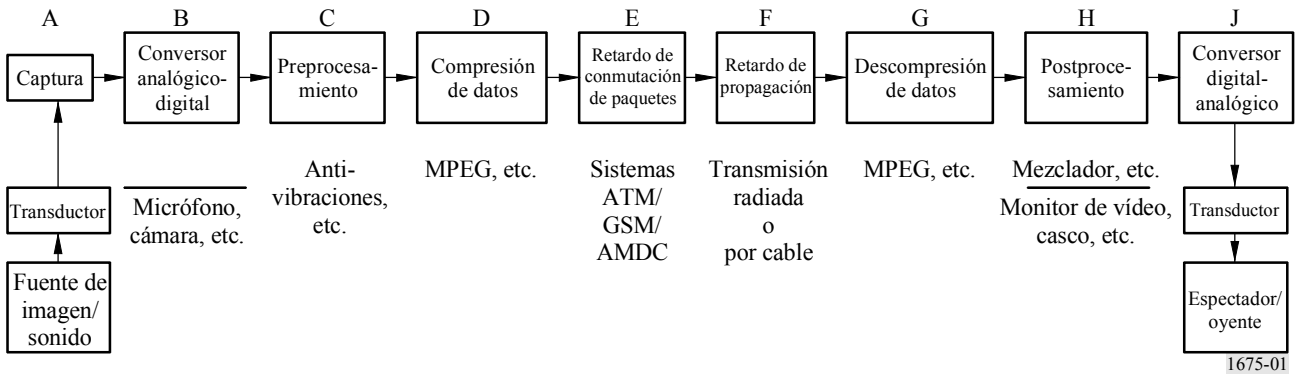 A
B
C
D
E
F
G
H
J
Captura
Conversor
analógico-
digital
Preprocesa-
miento
Compresión
de datos
Retardo de
conmutación
de paquetes
Retardo de
propagación
Descompresión
de datos
Postproce-
samiento
Conversor
digital-
analógico
Anti-
vibraciones,
etc.
MPEG, etc.
Sistemas
ATM/
GSM/
AMDC
Transmisión
radiada
o
por cable
MPEG, etc.
Mezclador, etc.
Transductor
Micrófono,
cámara, etc.
Monitor de vídeo,
casco, etc.
Transductor
Fuente de
imagen/
sonido
Espectador/
oyente
1675-01